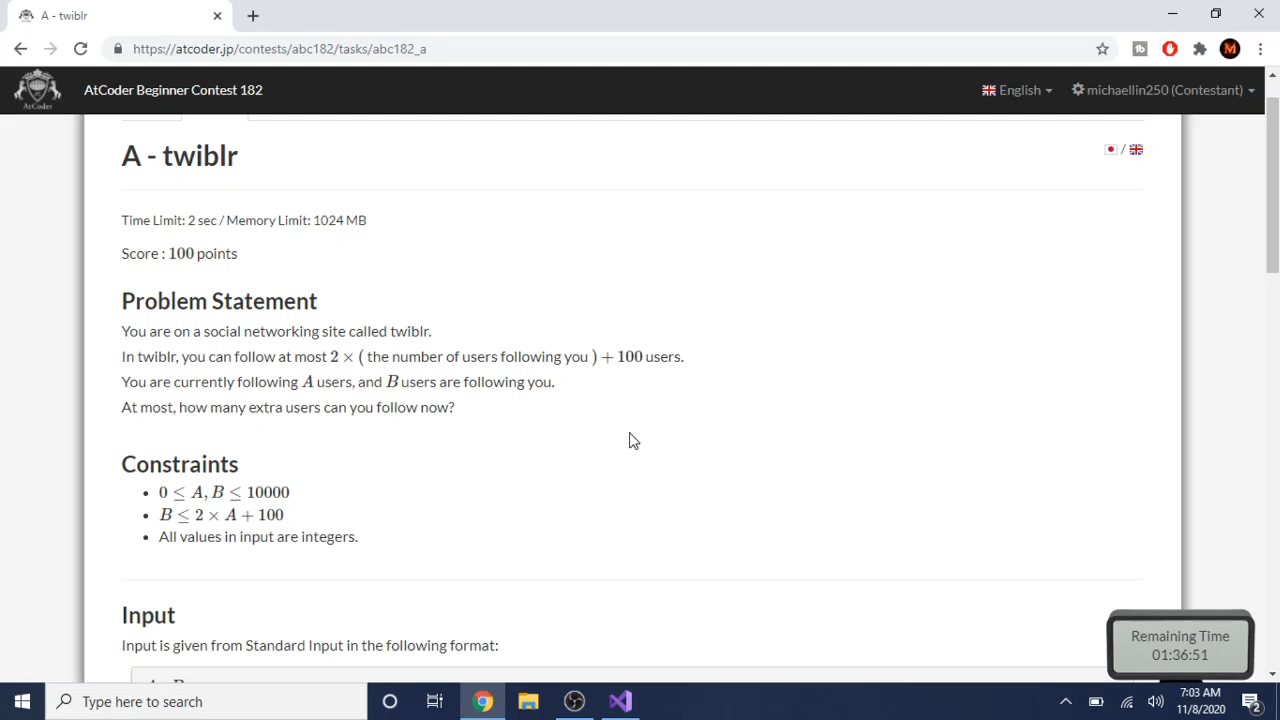 A - twiblr
https://atcoder.jp/contests/abc182/tasks/abc182_a
AtCoder
AtCoder Beginner Contest 182
English
michaellin250 (Contestant)
A - twiblr
/
Time Limit: 2 sec / Memory Limit: 1024 MB
Score : 100 points
Problem Statement
You are on a social networking site called twiblr.
In twiblr, you can follow at most 2 × ( the number of users following you ) + 100 users.
You are currently following A users, and B users are following you.
At most, how many extra users can you follow now?
Constraints
• 0 ≤ A, B ≤ 10000
• B ≤ 2 × A + 100
• All values in input are integers.
Input
Input is given from Standard Input in the following format:
Remaining Time
01:36:51
Type here to search
7:03 AM
11/8/2020
2